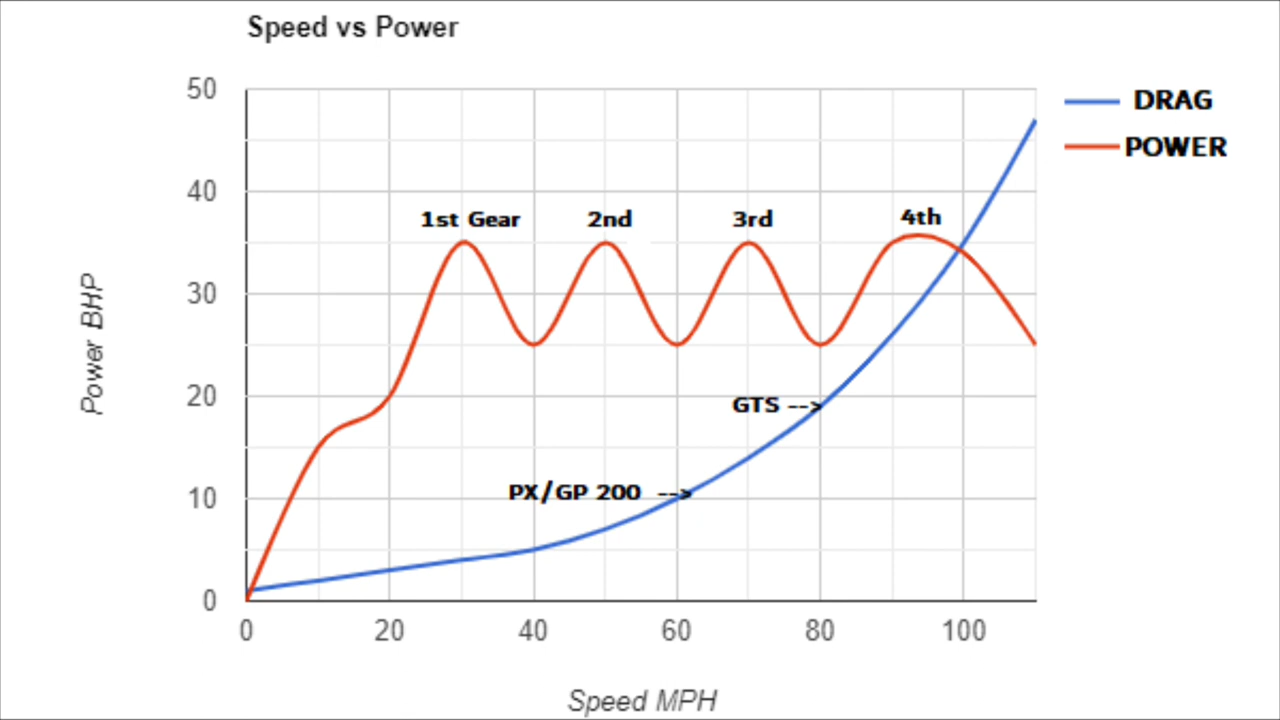 Speed vs Power
50
40
30
20
10
0
Power BHP
1st Gear
2nd
3rd
4th
GTS -->
PX/GP 200 -->
DRAG
POWER
0 20 40 60 80 100
Speed MPH